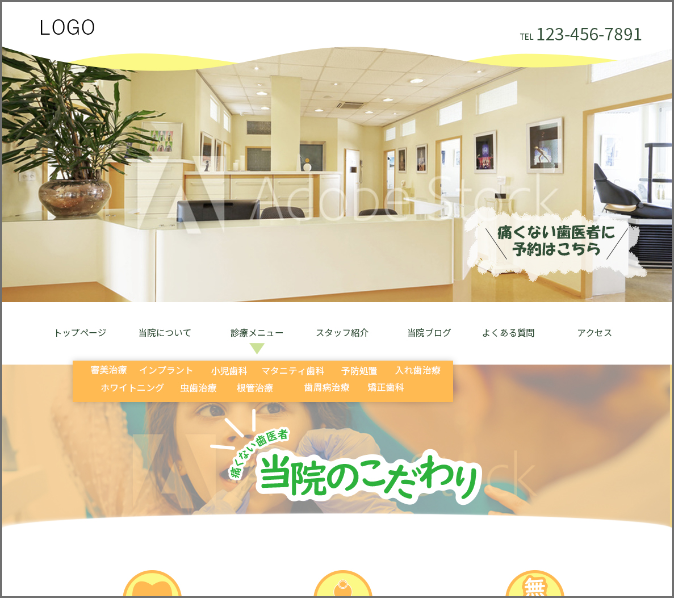 LOGO
TEL 123-456-7891
Adobe Stock
痛くない歯医者に
予約はこちら
トップページ 当院について 診療メニュー スタッフ紹介 当院ブログ よくある質問 アクセス
審美治療 インプラント 小児歯科 マタニティ歯科 予防処置 入れ歯治療
ホワイトニング 虫歯治療 根管治療 歯周病治療 矯正歯科
痛くない歯医者
当院のこだわり
無